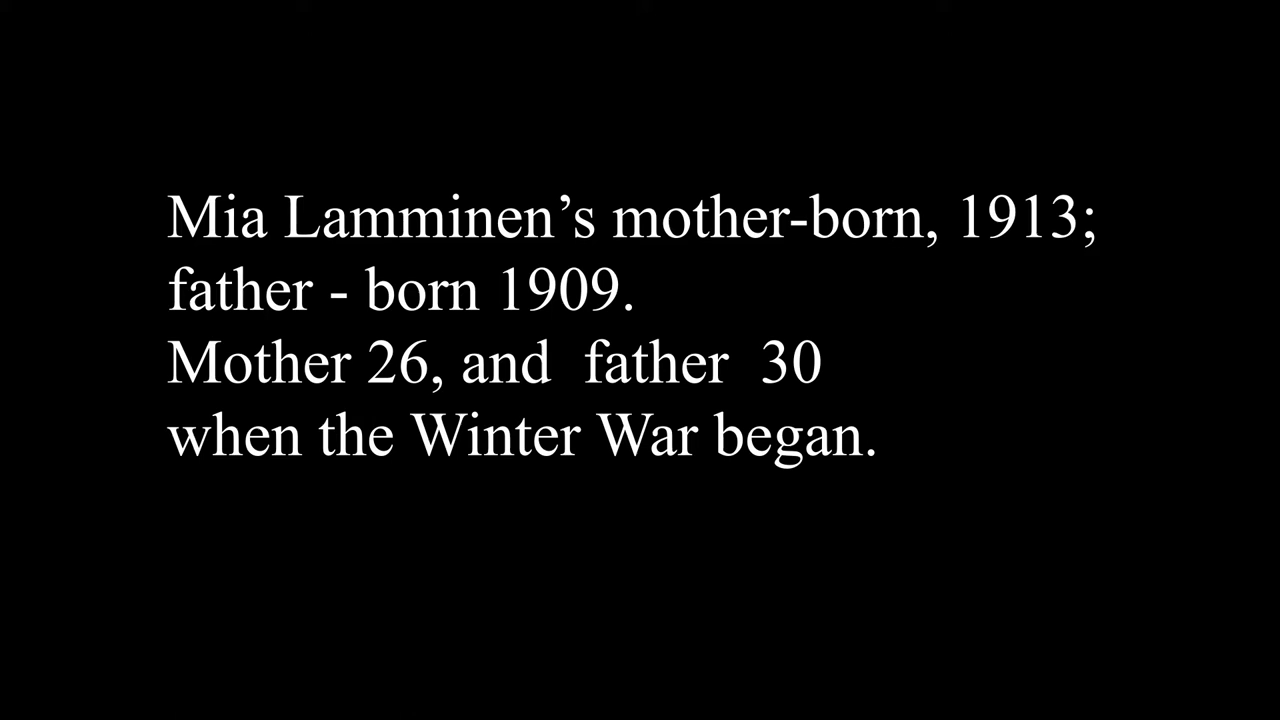 Mia Lamminen’s mother-born, 1913;
father - born 1909.
Mother 26, and  father  30
when the Winter War began.